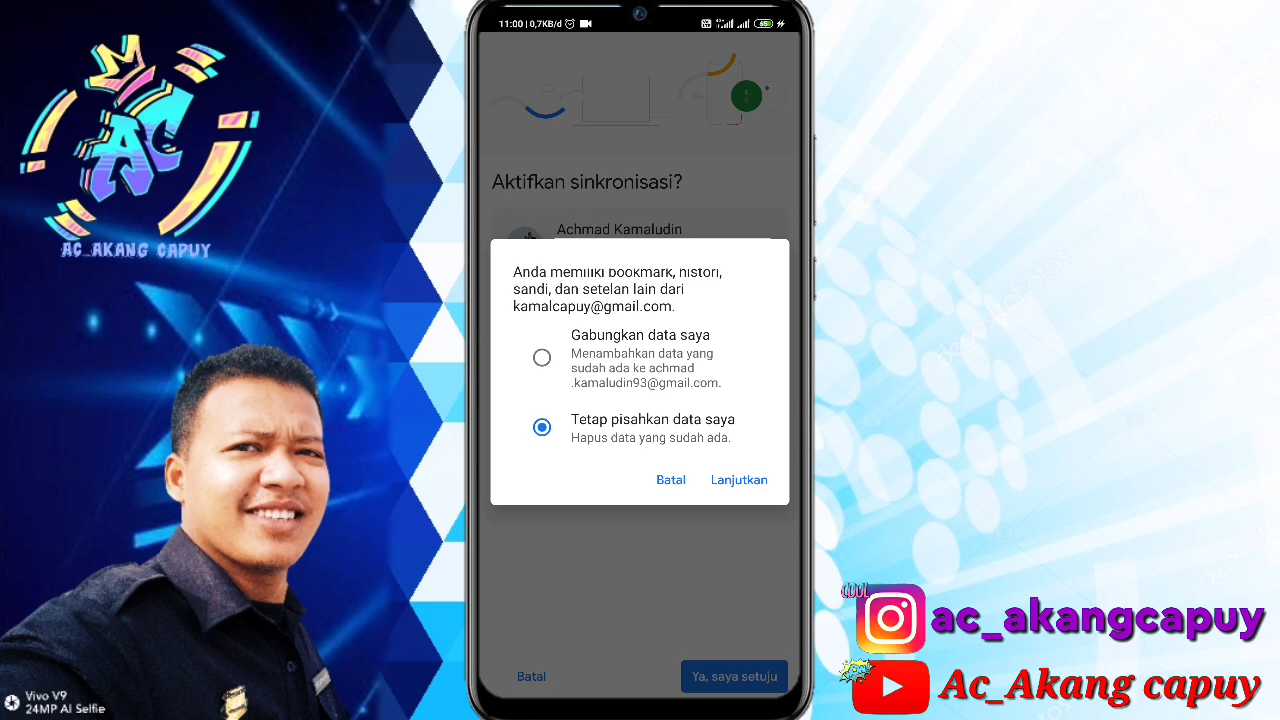 AC_AKANG CAPUY
Vivo V9
24MP AI Selfie
11:00 | 0,7KB/d
65
Aktifkan sinkronisasi?
Achmad Kamaludin
Anda memiliki bookmark, histori,
sandi, dan setelan lain dari
kamalcapuy@gmail.com.
Gabungkan data saya
Menambahkan data yang
sudah ada ke achmad
.kamaludin93@gmail.com.
Tetap pisahkan data saya
Hapus data yang sudah ada.
Batal
Lanjutkan
Batal
Ya, saya setuju
COOL
ac_akangcapuy
Ac_Akang capuy